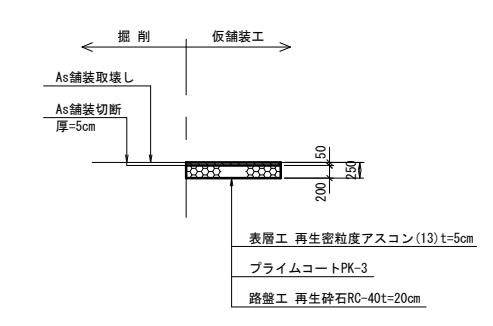 掘 削
仮舗装工
As舗装取壊し
As舗装切断
厚=5cm
50
250
200
表層工 再生密粒度アスコン(13)t=5cm
プライムコートPK-3
路盤工 再生砕石RC-40t=20cm